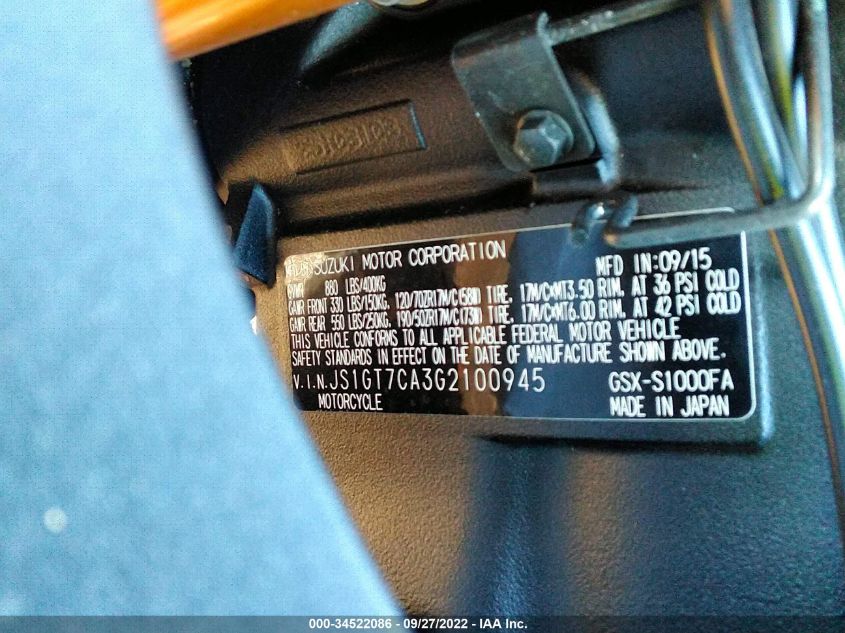 SUZUKI MOTOR CORPORATION MFD IN:09/15
GVWR 880 LBS/400KG
GAWR FRONT 330 LBS/150KG, 120/70ZR17M/C(58W) TIRE, 17M/C×MT3.50 RIM, AT 36 PSI COLD
GAWR REAR 550 LBS/250KG, 190/50ZR17M/C(73W) TIRE, 17M/C×MT6.00 RIM, AT 42 PSI COLD
THIS VEHICLE CONFORMS TO ALL APPLICABLE FEDERAL MOTOR VEHICLE
SAFETY STANDARDS IN EFFECT ON THE DATE OF MANUFACTURE SHOWN ABOVE.
V.I.N. JS1GT7CA3G2100945 GSX-S1000FA
MOTORCYCLE MADE IN JAPAN
000-34522086 - 09/27/2022 - IAA Inc.